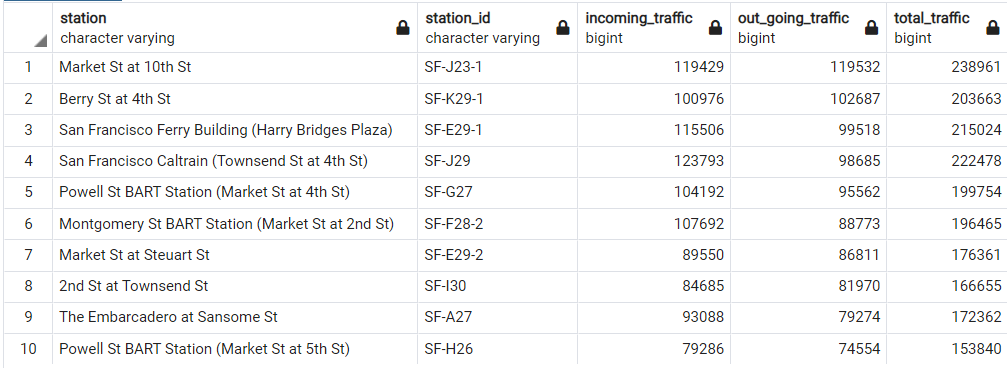 station station_id incoming_traffic out_going_traffic total_traffic
character varying character varying bigint bigint bigint
1 Market St at 10th St SF-J23-1 119429 119532 238961
2 Berry St at 4th St SF-K29-1 100976 102687 203663
3 San Francisco Ferry Building (Harry Bridges Plaza) SF-E29-1 115506 99518 215024
4 San Francisco Caltrain (Townsend St at 4th St) SF-J29 123793 98685 222478
5 Powell St BART Station (Market St at 4th St) SF-G27 104192 95562 199754
6 Montgomery St BART Station (Market St at 2nd St) SF-F28-2 107692 88773 196465
7 Market St at Steuart St SF-E29-2 89550 86811 176361
8 2nd St at Townsend St SF-I30 84685 81970 166655
9 The Embarcadero at Sansome St SF-A27 93088 79274 172362
10 Powell St BART Station (Market St at 5th St) SF-H26 79286 74554 153840